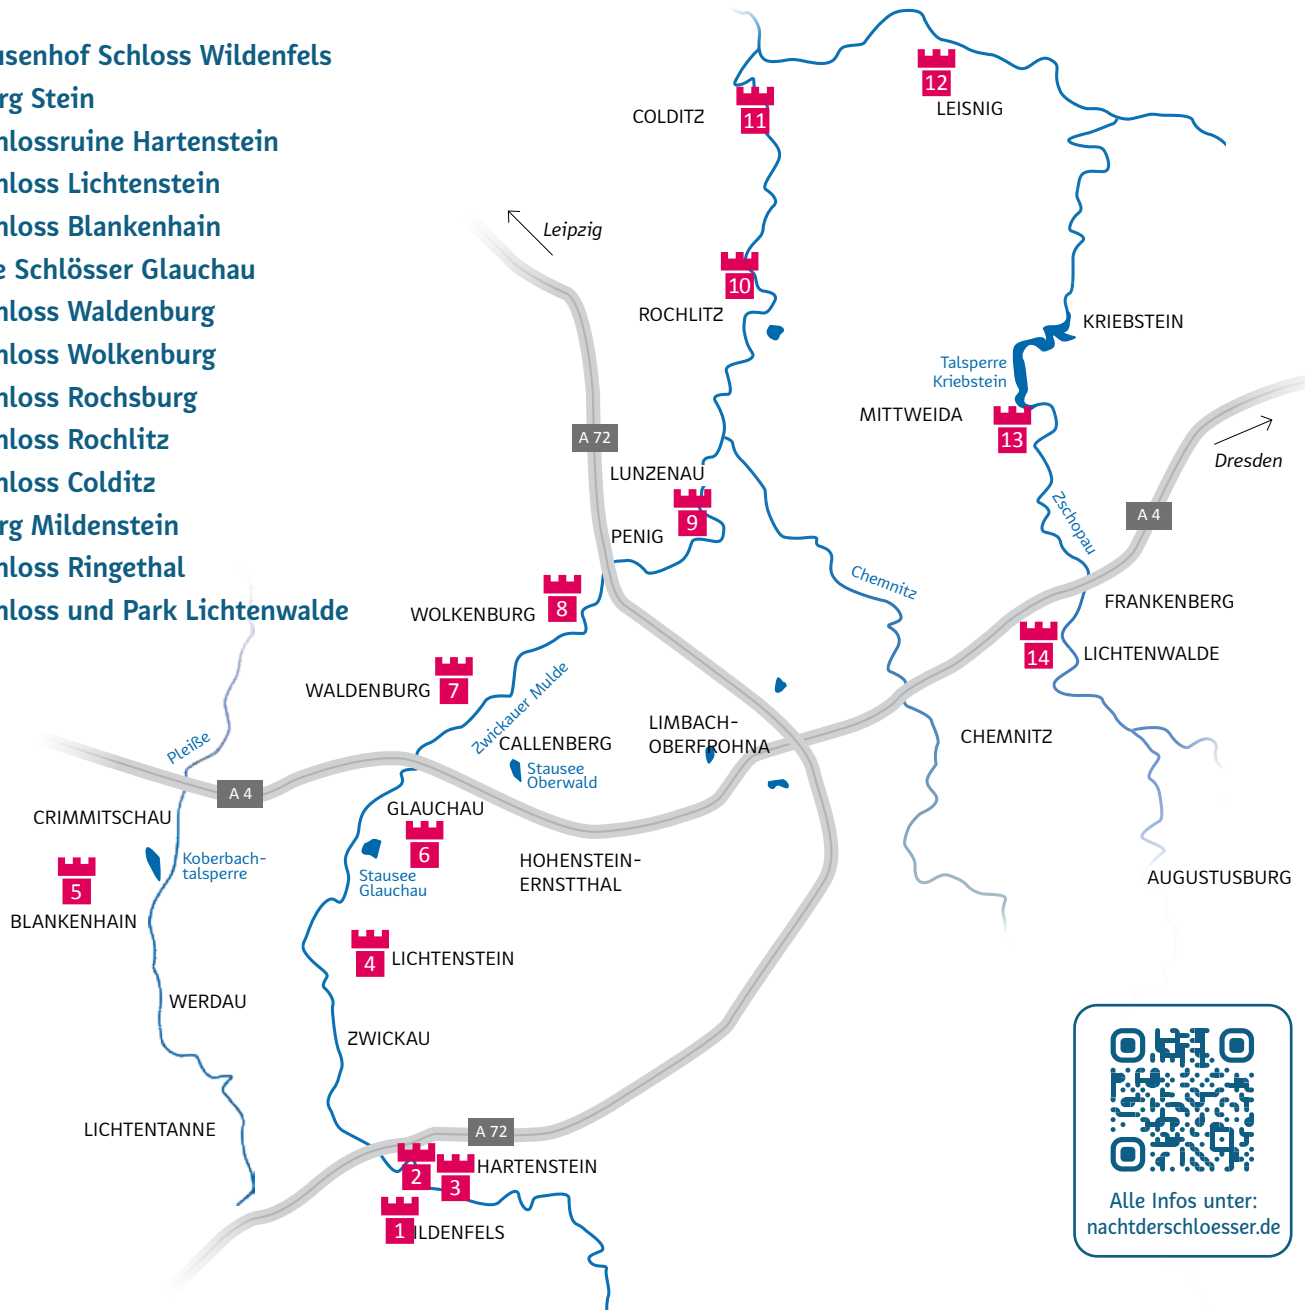 usenhof Schloss Wildenfels
rg Stein
hlossruine Hartenstein
hloss Lichtenstein
hloss Blankenhain
e Schlösser Glauchau
hloss Waldenburg
hloss Wolkenburg
hloss Rochsburg
hloss Rochlitz
hloss Colditz
rg Mildenstein
hloss Ringethal
hloss und Park Lichtenwalde
12
LEISNIG
COLDITZ
11
Leipzig
10
ROCHLITZ
KRIEBSTEIN
Talsperre
Kriebstein
MITTWEIDA
13
A 72
Dresden
LUNZENAU
9
PENIG
Zschopau
A 4
Chemnitz
WOLKENBURG
8
FRANKENBERG
14
LICHTENWALDE
WALDENBURG
7
Zwickauer Mulde
LIMBACH-
OBERFROHNA
CHEMNITZ
CALLENBERG
Stausee
Oberwald
Pleiße
A 4
CRIMMITSCHAU
GLAUCHAU
6
Koberbach-
talsperre
Stausee
Glauchau
HOHENSTEIN-
ERNSTTHAL
AUGUSTUSBURG
5
BLANKENHAIN
4
LICHTENSTEIN
WERDAU
ZWICKAU
LICHTENTANNE
A 72
2
3
HARTENSTEIN
1
ILDENFELS
Alle Infos unter:
nachtderschloesser.de